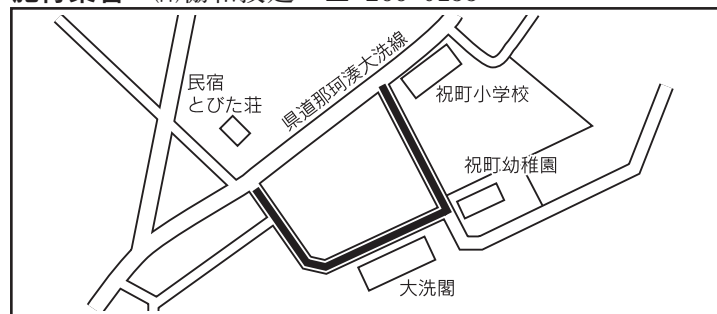 民宿
とびた荘
県道那珂湊大洗線
祝町小学校
祝町幼稚園
大洗閣